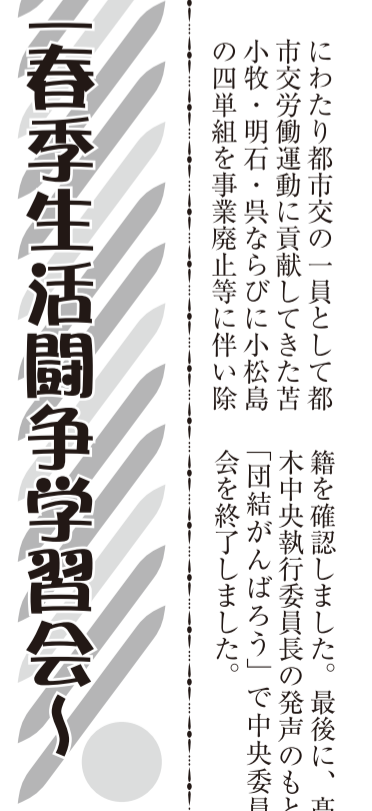 にわたり都市交の一員として都
市交労働運動に貢献してきた苫
小牧・明石・呉ならびに小松島
の四単組を事業廃止等に伴い除
籍を確認しました。最後に、高
木中央執行委員長の発声のもと
「団結がんばろう」で中央委員
会を終了しました。
春季生活闘争学習会～